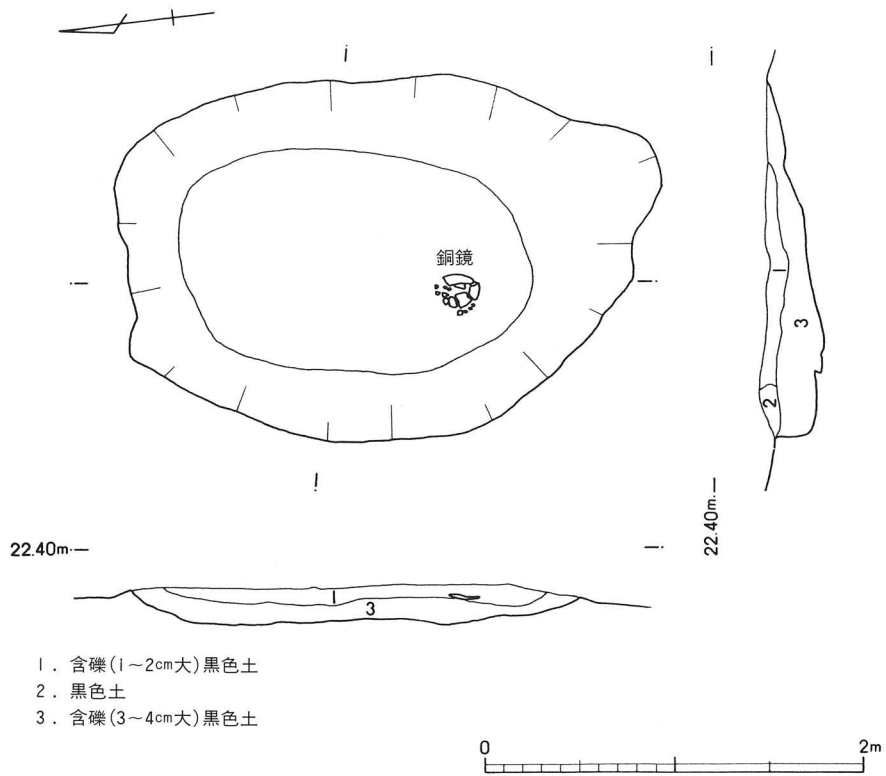 銅鏡
1
3
2
22.40m
22.40m
1
3
1. 含礫(1~2cm大)黒色土
2. 黒色土
3. 含礫(3~4cm大)黒色土
0
2m